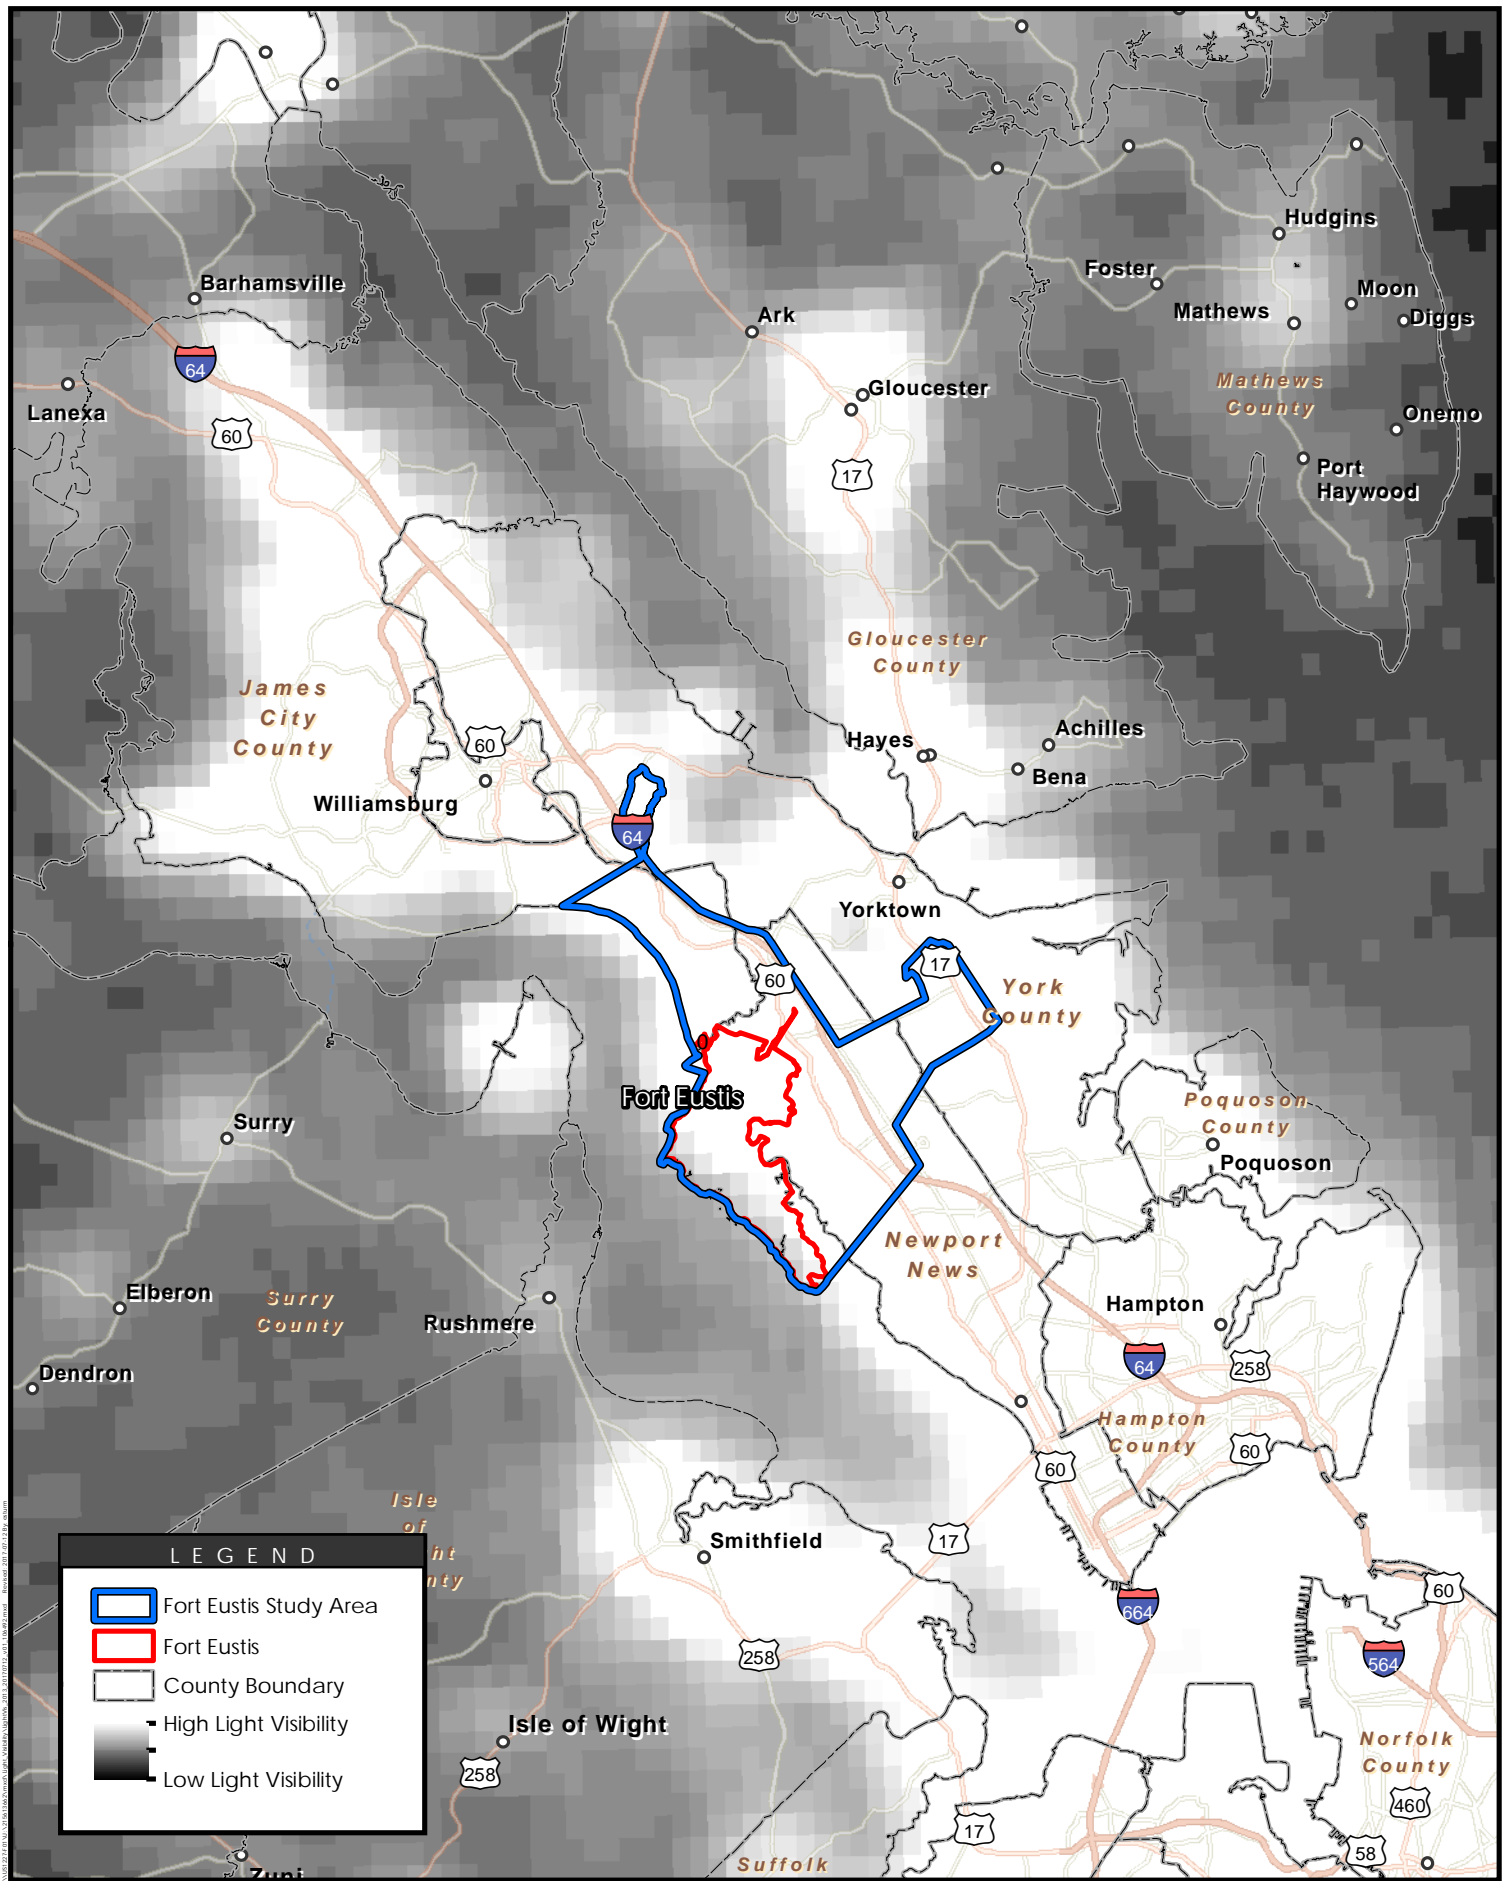 Hudgins
Foster
Barhamsville
Moon
Mathews
Diggs
Ark
64
Mathews
County
Gloucester
Lanexa
Onemo
60
17
Port
Haywood
Gloucester
County
James
City
County
Achilles
Hayes
60
Bena
Williamsburg
64
Yorktown
17
60
York
County
0
Fort Eustis
Poquoson
County
Surry
Poquoson
Newport
News
Elberon
Surry
County
Hampton
Rushmere
64
258
Dendron
Hampton
County
60
60
Isle
of
ht
nty
Smithfield
17
60
664
258
564
Isle of Wight
Norfolk
County
258
460
17
58
Suffolk
Zuni
LEGEND
Fort Eustis Study Area
Fort Eustis
County Boundary
High Light Visibility
Low Light Visibility